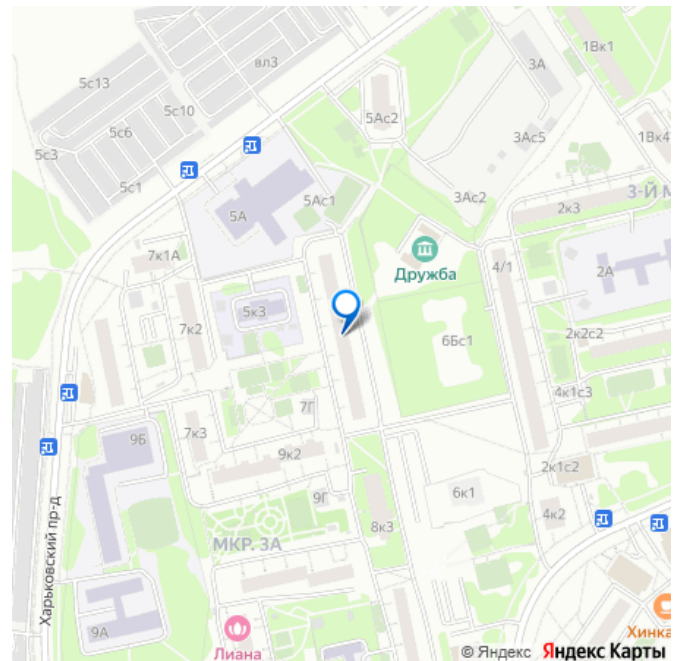 1Вк1
вл3
3А
5с13
5с10
5Ас2
5с6
3Ас5
1Вк4
5с3
5с1
3Ас2
5Ас1
3-Й М
2к3
5А
7к1А
Дружба
4/1
2А
5к3
7к2
6Бс1
2к2с2
4к1с3
7Г
7к3
9Б
9к2
2к1с2
6к1
9Г
4к2
8к3
МКР. 3А
Харьковский пр-д
9А
Лиана
Хинка
© Яндекс Яндекс Карты